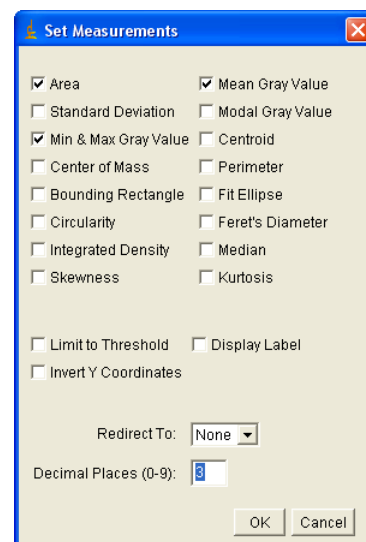 Set Measurements
Area Mean Gray Value
Standard Deviation Modal Gray Value
Min & Max Gray Value Centroid
Center of Mass Perimeter
Bounding Rectangle Fit Ellipse
Circularity Feret's Diameter
Integrated Density Median
Skewness Kurtosis
Limit to Threshold Display Label
Invert Y Coordinates
Redirect To: None
Decimal Places (0-9): 3
OK Cancel